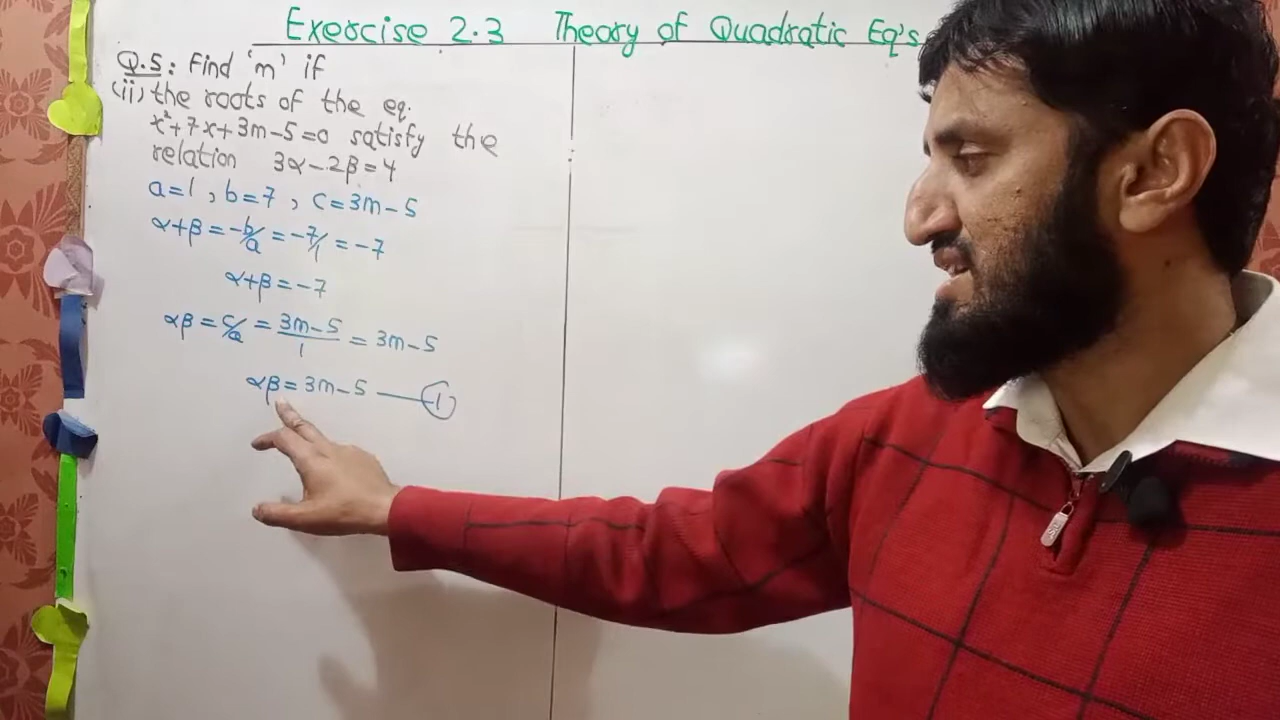 Exercise 2.3 Theory of Quadratic Eq's
Q.5: Find 'm' if
(ii) the roots of the eq.
x²+7x+3m-5=0 satisfy the
relation 3α-2β=4
a=1, b=7, c=3m-5
α+β=-b/a=-7/1=-7
α+β=-7
αβ=c/a=3m-5/1=3m-5
αβ=3m-5 — ①